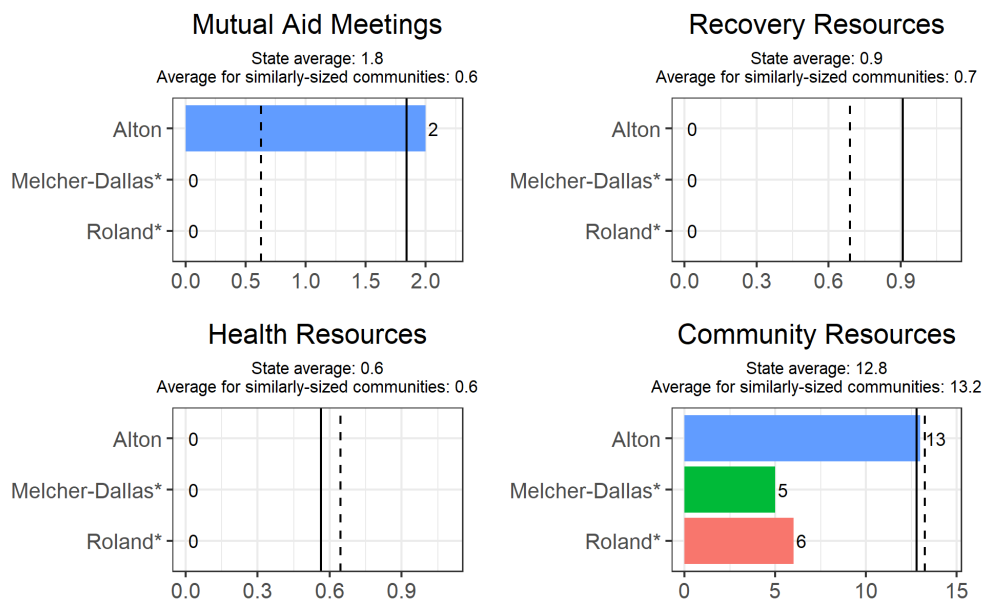 Mutual Aid Meetings
State average: 1.8
Average for similarly-sized communities: 0.6
Alton
2
Melcher-Dallas*
0
Roland*
0
0.0 0.5 1.0 1.5 2.0
Recovery Resources
State average: 0.9
Average for similarly-sized communities: 0.7
Alton
0
Melcher-Dallas*
0
Roland*
0
0.0 0.3 0.6 0.9
Health Resources
State average: 0.6
Average for similarly-sized communities: 0.6
Alton
0
Melcher-Dallas*
0
Roland*
0
0.0 0.3 0.6 0.9
Community Resources
State average: 12.8
Average for similarly-sized communities: 13.2
Alton
13
Melcher-Dallas*
5
Roland*
6
0 5 10 15